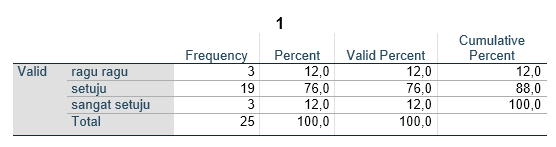 1
Frequency Percent Valid Percent Cumulative Percent
Valid ragu ragu 3 12,0 12,0 12,0
setuju 19 76,0 76,0 88,0
sangat setuju 3 12,0 12,0 100,0
Total 25 100,0 100,0